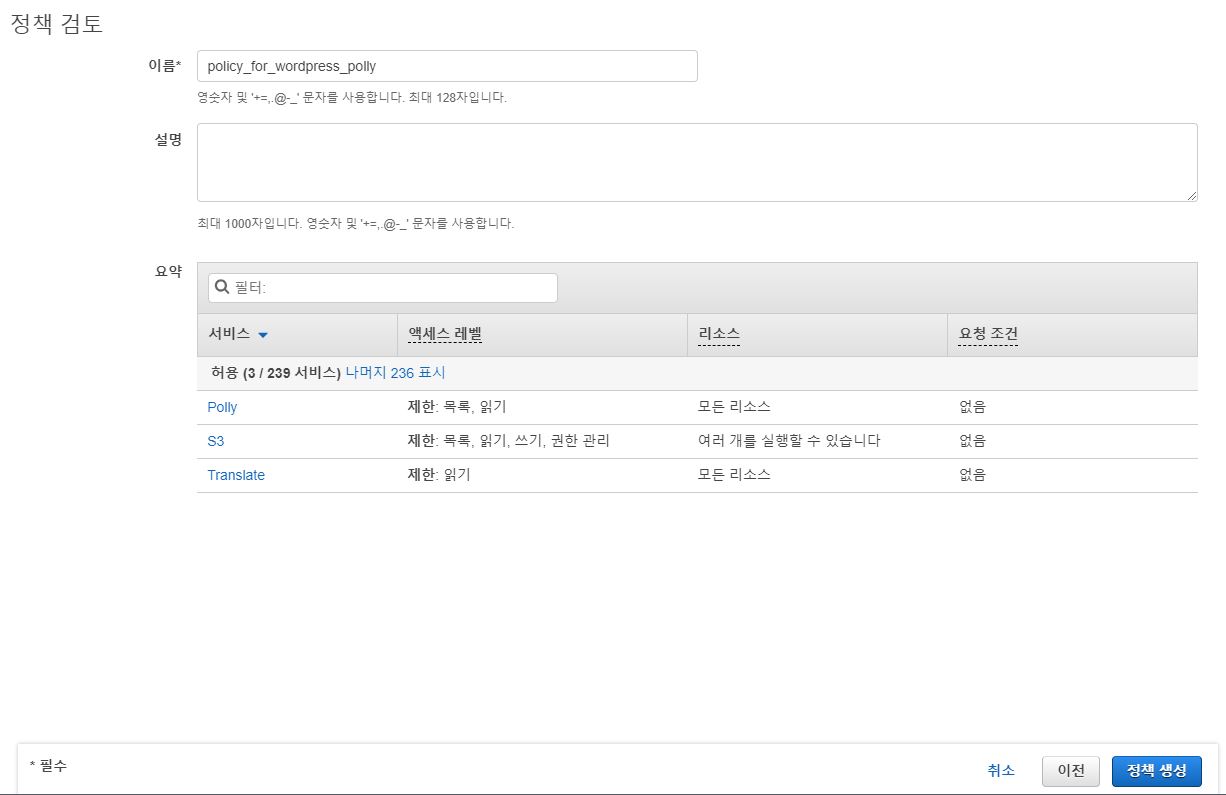 정책 검토
이름* policy_for_wordpress_polly
영숫자 및 '+=,.@-_' 문자를 사용합니다. 최대 128자입니다.
설명
최대 1000자입니다. 영숫자 및 '+=,.@-_' 문자를 사용합니다.
요약 필터:
서비스 액세스 레벨 리소스 요청 조건
허용 (3 / 239 서비스) 나머지 236 표시
Polly 제한: 목록, 읽기 모든 리소스 없음
S3 제한: 목록, 읽기, 쓰기, 권한 관리 여러 개를 실행할 수 있습니다 없음
Translate 제한: 읽기 모든 리소스 없음
* 필수 취소 이전 정책 생성